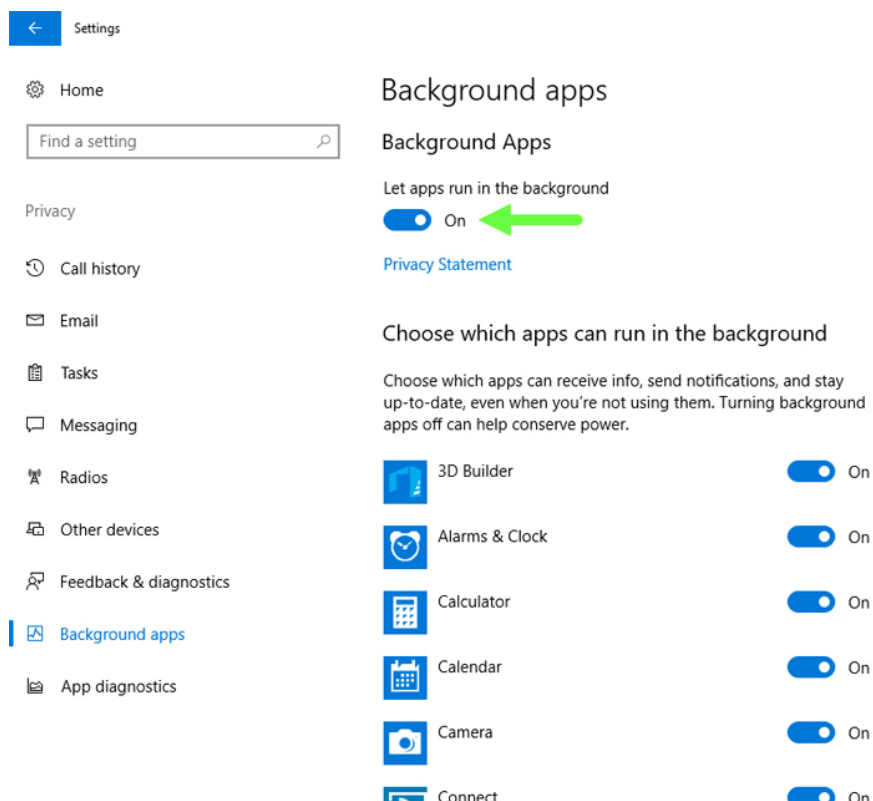 Settings
Home
Find a setting
Privacy
Call history
Email
Tasks
Messaging
Radios
Other devices
Feedback & diagnostics
Background apps
App diagnostics
Background apps
Background Apps
Let apps run in the background
On
Privacy Statement
Choose which apps can run in the background
Choose which apps can receive info, send notifications, and stay
up-to-date, even when you're not using them. Turning background
apps off can help conserve power.
3D Builder On
Alarms & Clock On
Calculator On
Calendar On
Camera On
Connect On